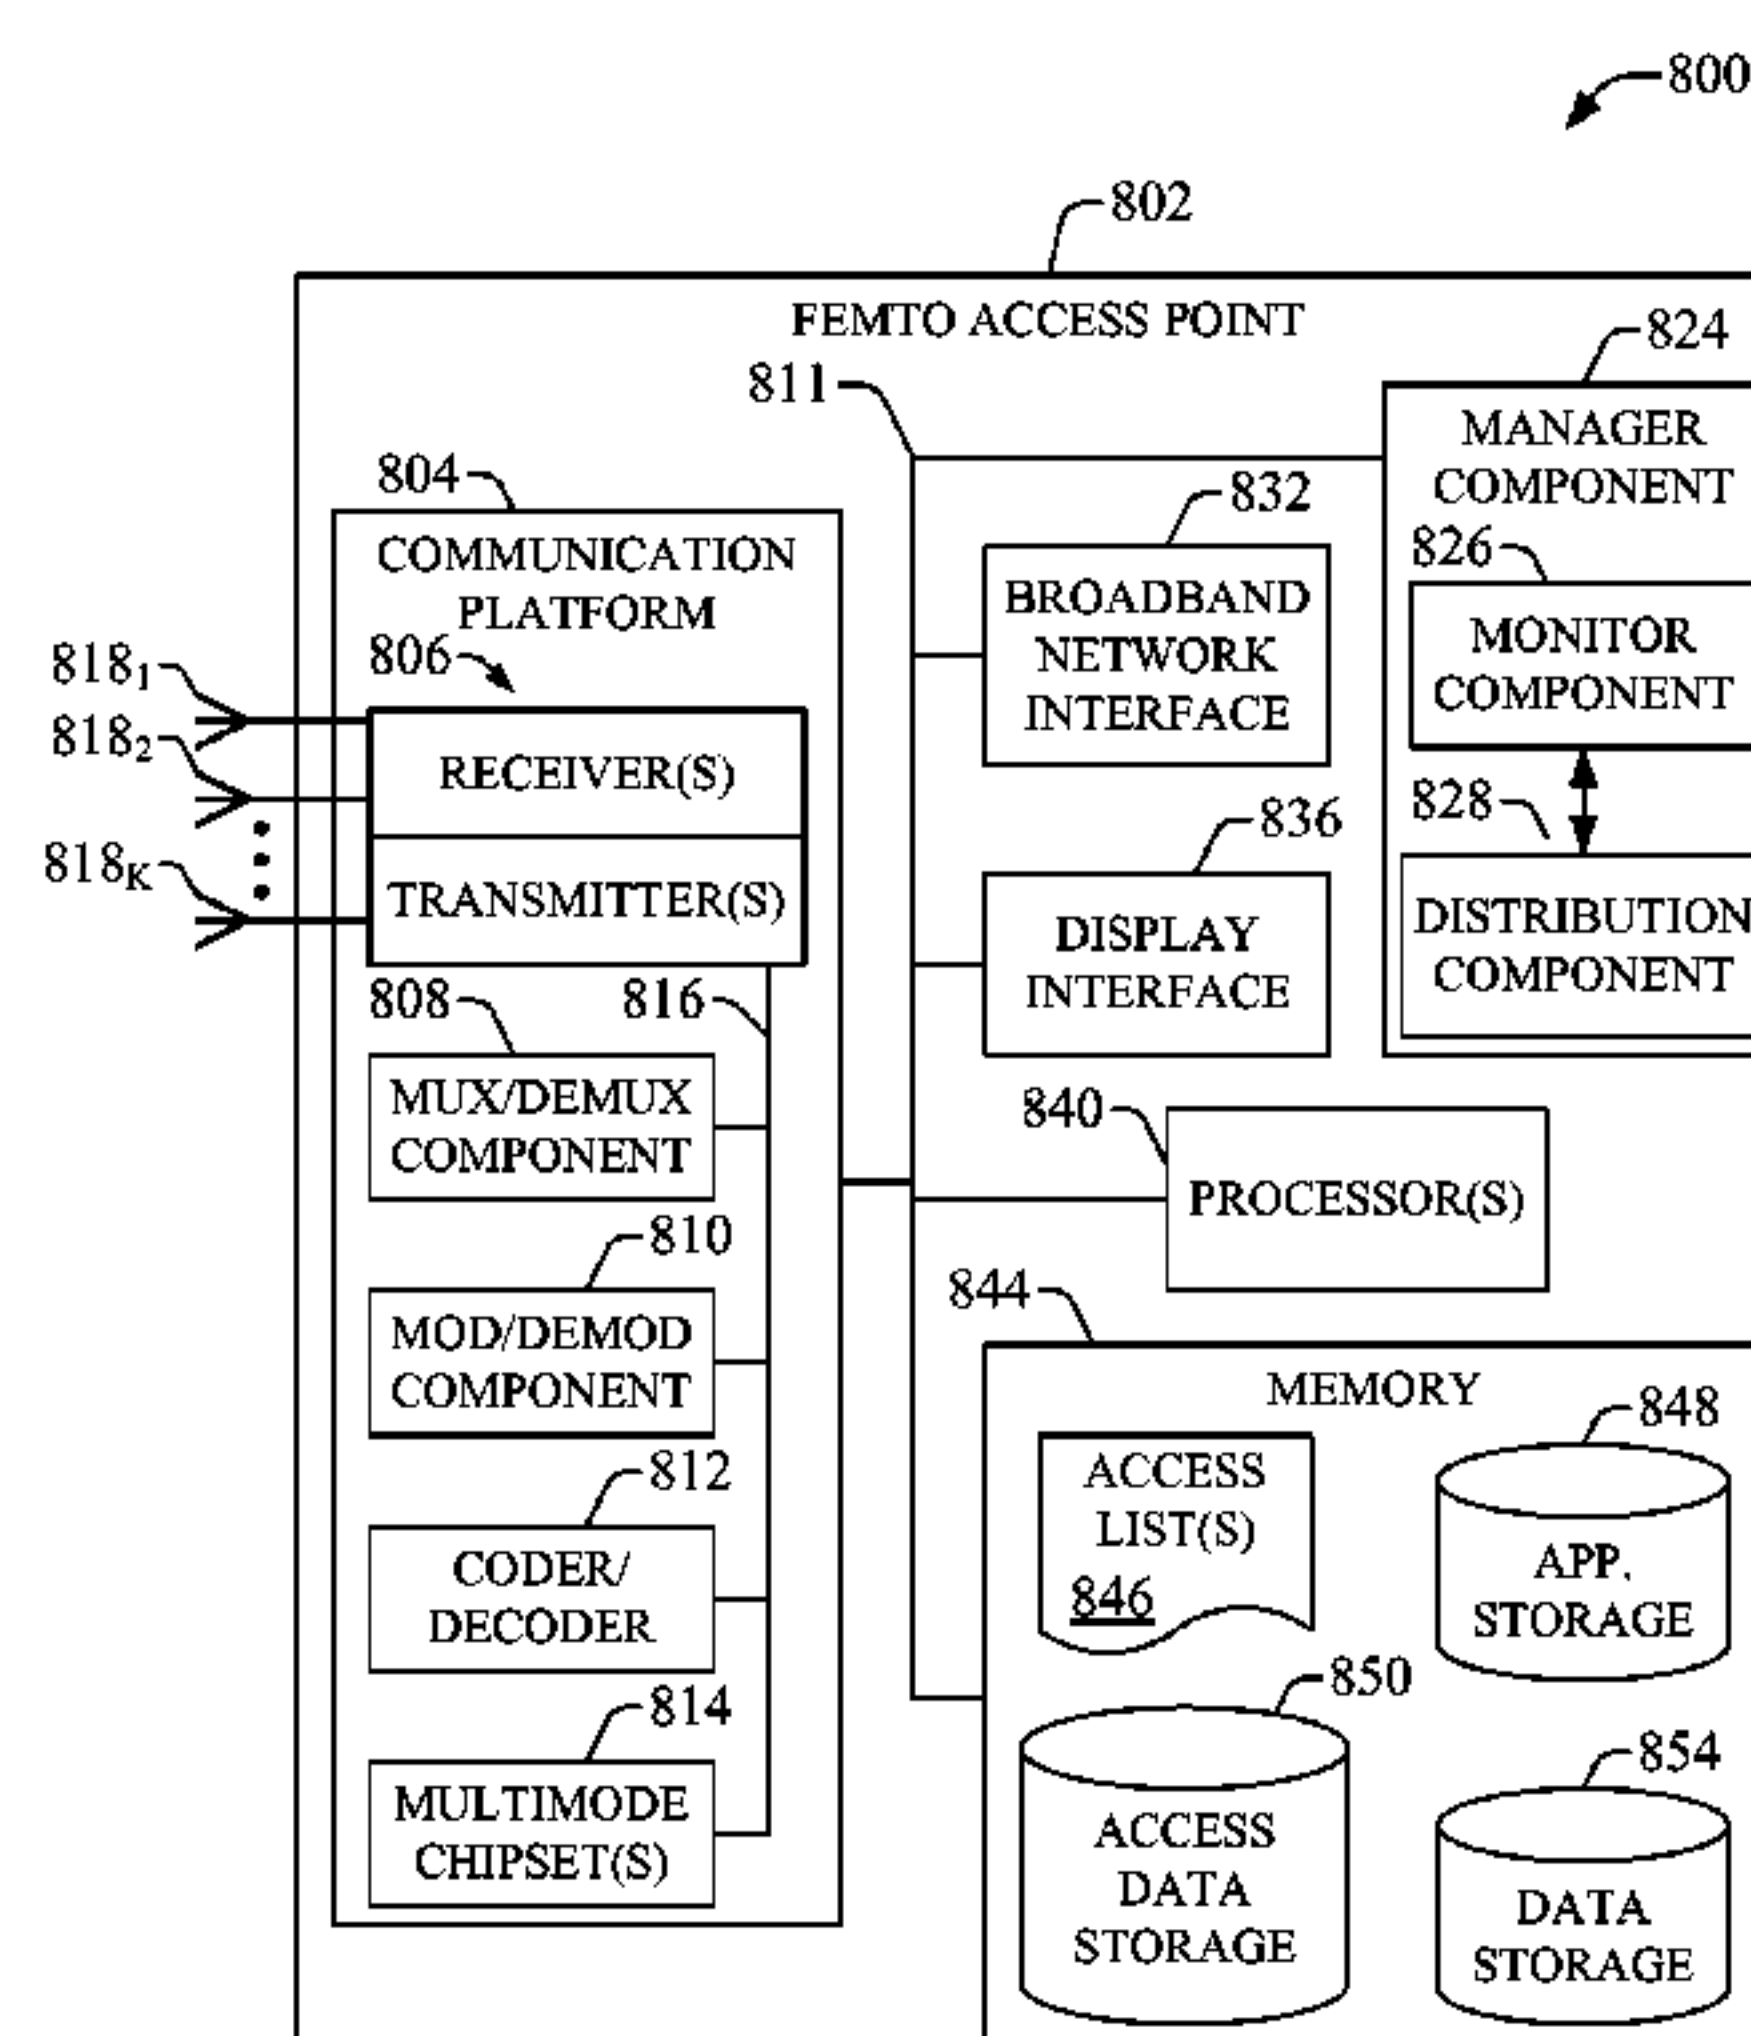 800
802
FEMTO ACCESS POINT
811
824
MANAGER
COMPONENT
826
MONITOR
COMPONENT
828
DISTRIBUTION
COMPONENT
804
COMMUNICATION
PLATFORM
806
818₁
818₂
818K
RECEIVER(S)
TRANSMITTER(S)
808
816
MUX/DEMUX
COMPONENT
810
MOD/DEMOD
COMPONENT
812
CODER/
DECODER
814
MULTIMODE
CHIPSET(S)
832
BROADBAND
NETWORK
INTERFACE
836
DISPLAY
INTERFACE
840
PROCESSOR(S)
844
MEMORY
ACCESS
LIST(S)
846
848
APP.
STORAGE
850
ACCESS
DATA
STORAGE
854
DATA
STORAGE